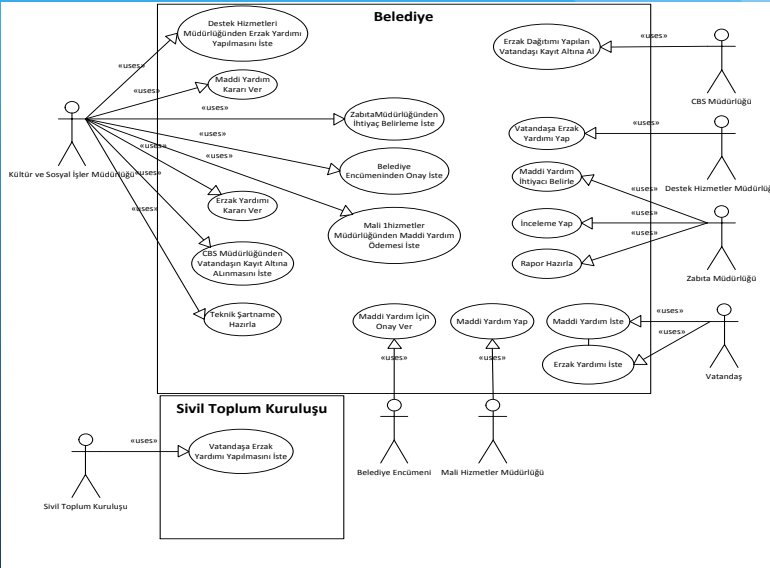 Belediye
Destek Hizmetleri
Müdürlüğünden Erzak Yardımı
Yapılmasını İste
«uses»
Maddi Yardım
Kararı Ver
«uses»
ZabıtaMüdürlüğünden
İhtiyaç Belirleme İste
«uses»
Belediye
Encümeninden Onay İste
«uses»
Erzak Yardımı
Kararı Ver
«uses»
Mali 1hizmetler
Müdürlüğünden Maddi Yardım
Ödemesi İste
«uses»
CBS Müdürlüğünden
Vatandaşın Kayıt Altına
ALınmasını İste
«uses»
Teknik Şartname
Hazırla
«uses»
Kültür ve Sosyal İşler Müdürlüğü
Erzak Dağıtımı Yapılan
Vatandaşı Kayıt Altına Al
«uses»
CBS Müdürlüğü
Vatandaşa Erzak
Yardımı Yap
«uses»
Destek Hizmetler Müdürlüğ
Maddi Yardım
İhtiyacı Belirle
«uses»
İnceleme Yap
«uses»
Rapor Hazırla
«uses»
Zabıta Müdürlüğü
Maddi Yardım İçin
Onay Ver
«uses»
Belediye Encümeni
Maddi Yardım Yap
«uses»
Mali Hizmetler Müdürlüğü
Maddi Yardım İste
«uses»
Erzak Yardımı İste
«uses»
Vatandaş
Sivil Toplum Kuruluşu
Vatandaşa Erzak
Yardımı Yapılmasını İste
«uses»
Sivil Toplum Kuruluşu